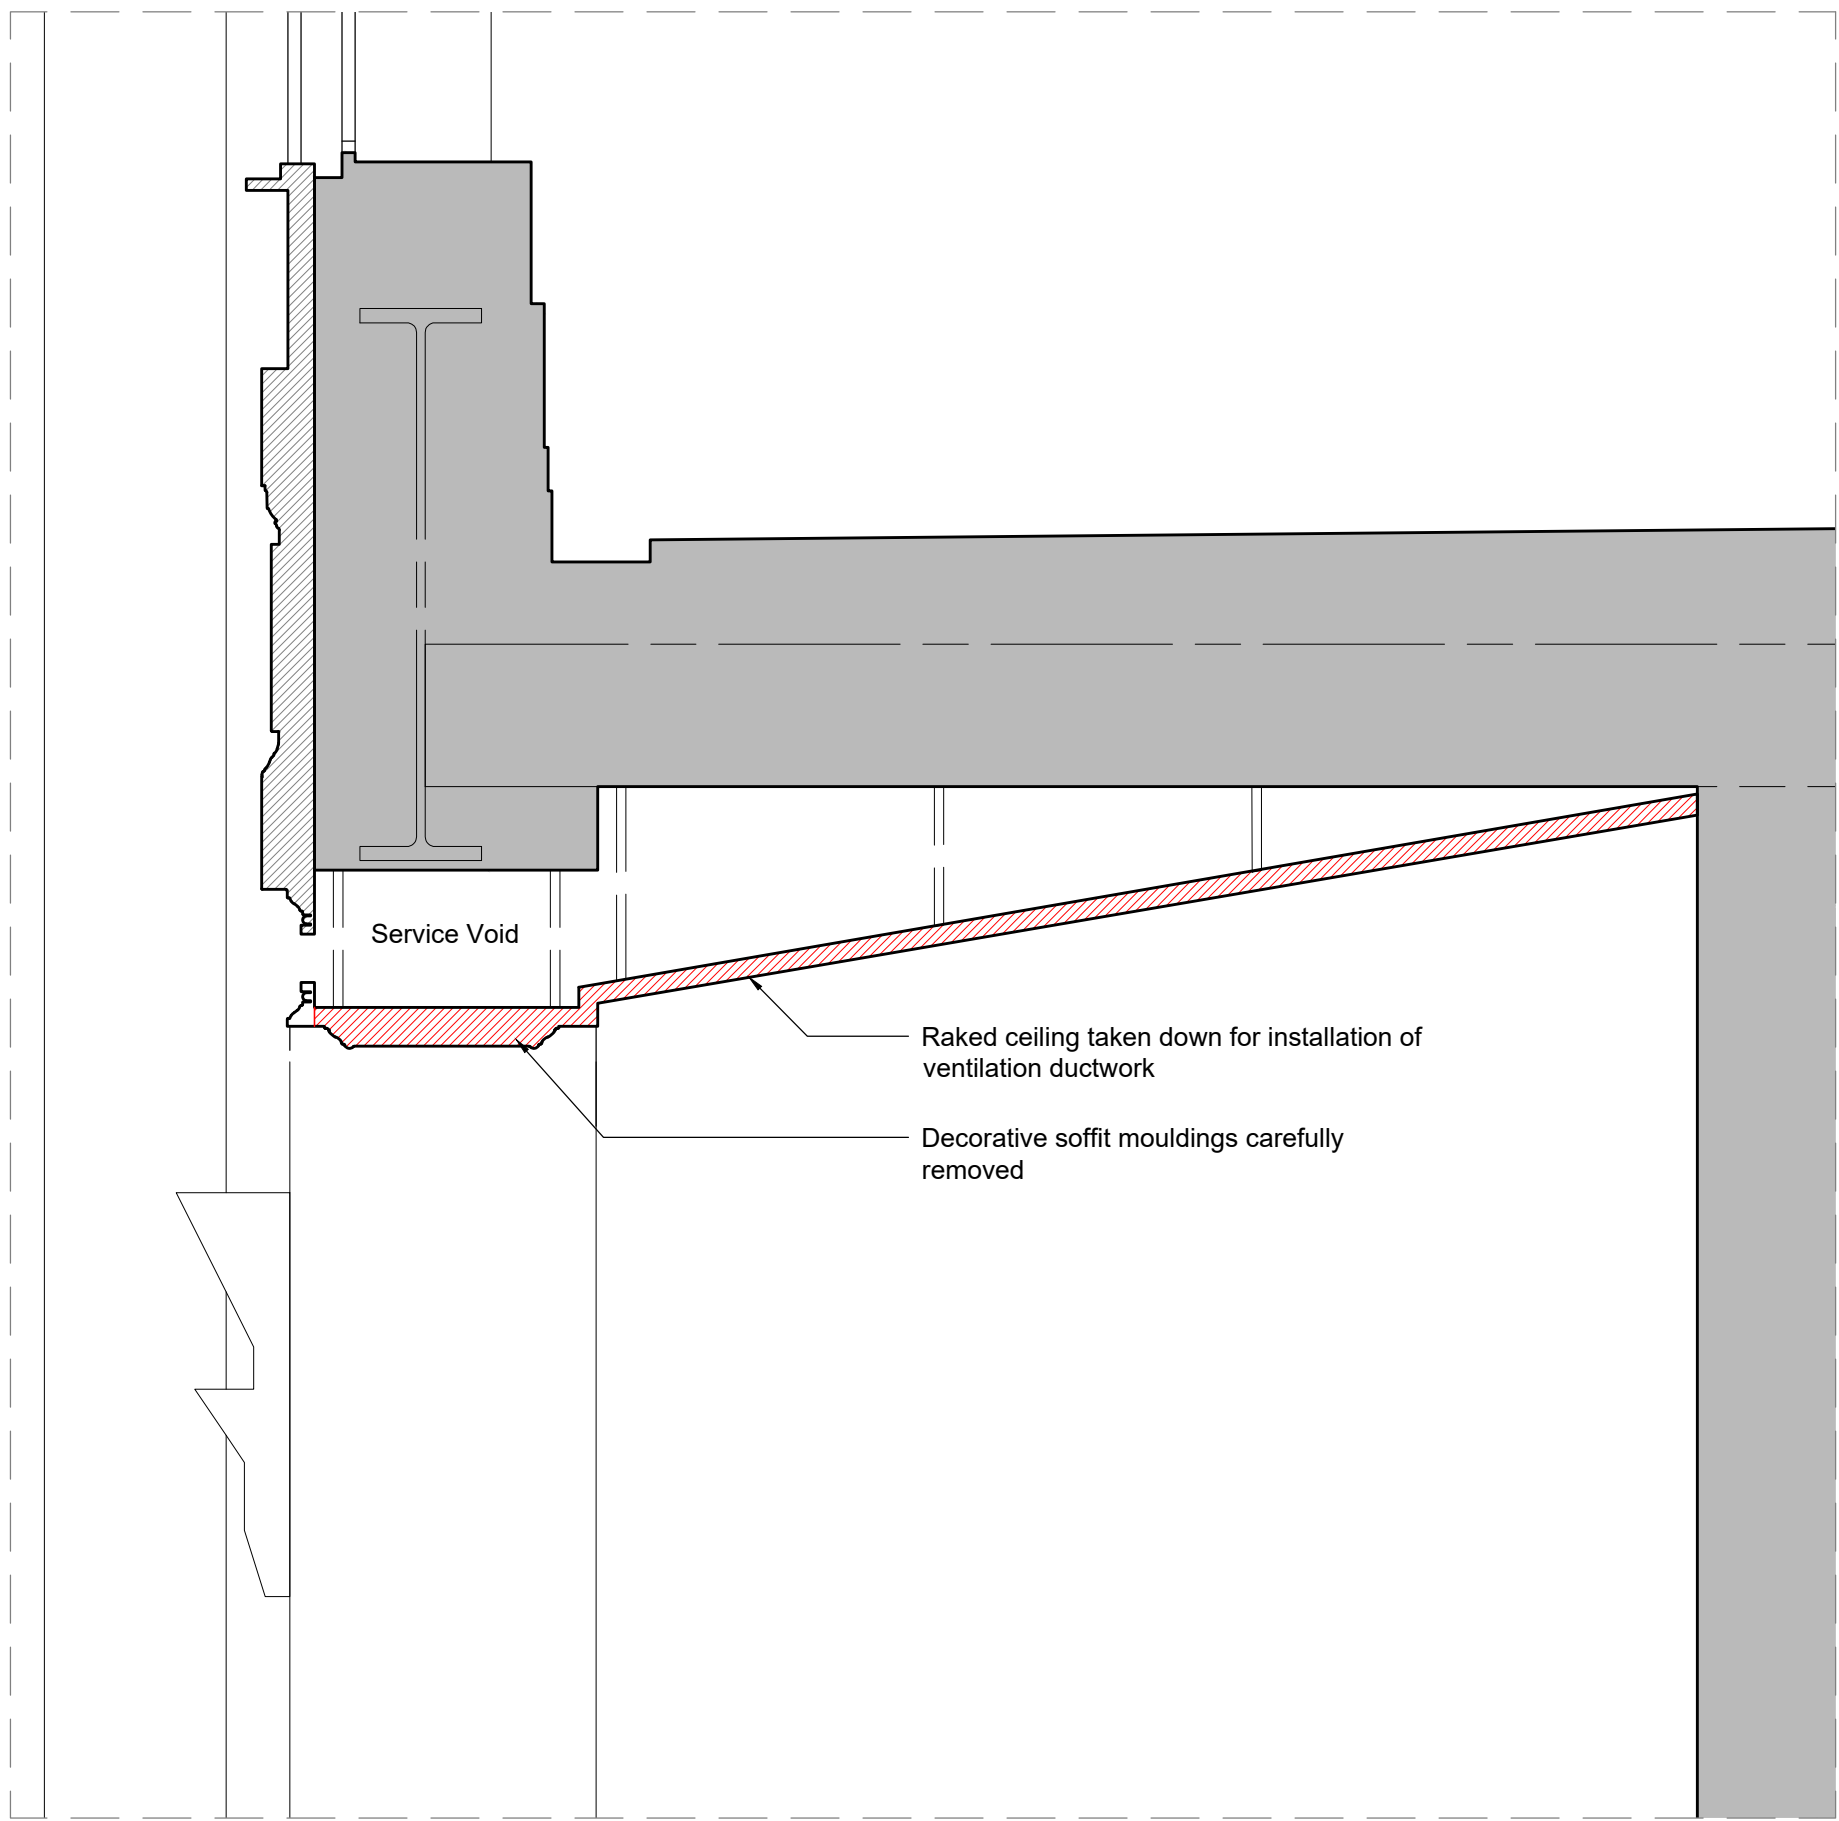 Service Void
Raked ceiling taken down for installation of
ventilation ductwork
Decorative soffit mouldings carefully
removed